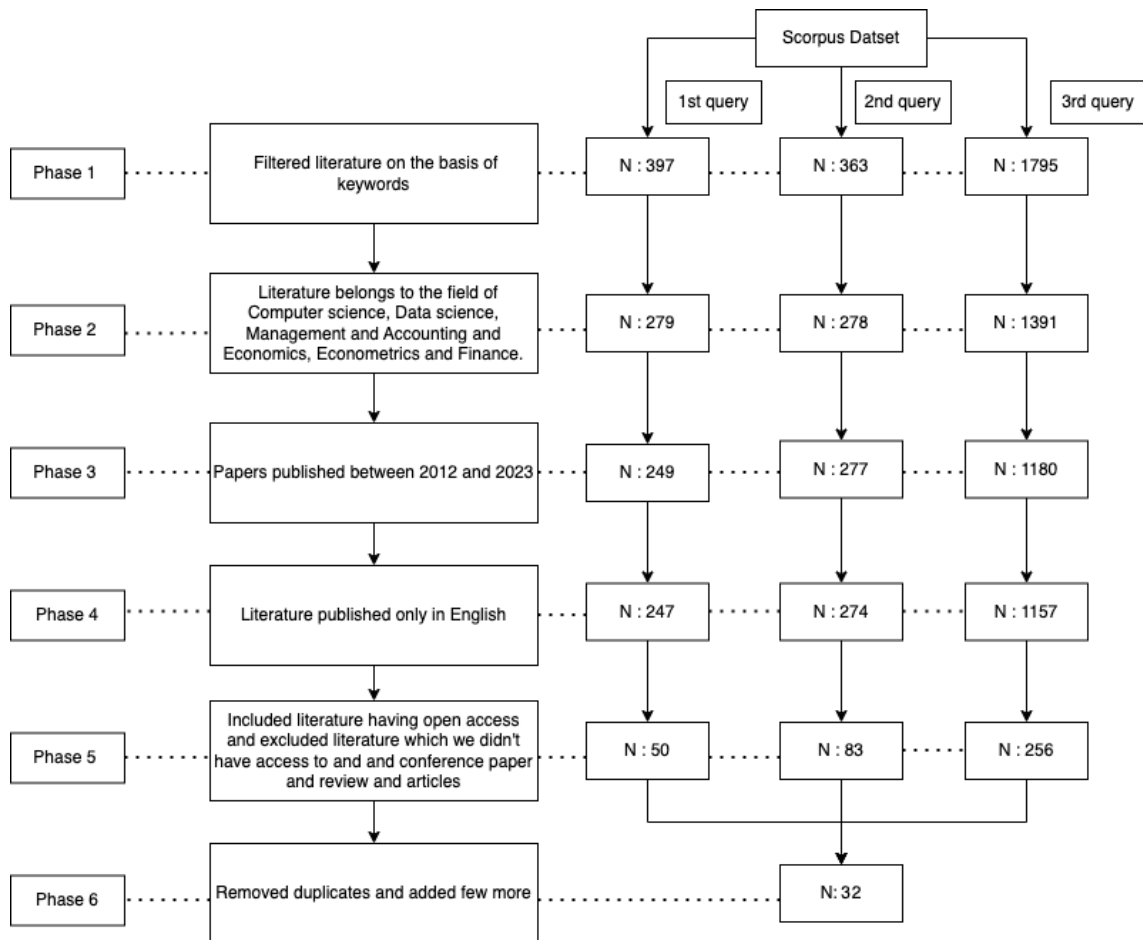 Scorpus Datset
1st query
2nd query
3rd query
Phase 1
Filtered literature on the basis of
keywords
N : 397
N : 363
N : 1795
Phase 2
Literature belongs to the field of
Computer science, Data science,
Management and Accounting and
Economics, Econometrics and Finance.
N : 279
N : 278
N : 1391
Phase 3
Papers published between 2012 and 2023
N : 249
N : 277
N : 1180
Phase 4
Literature published only in English
N : 247
N : 274
N : 1157
Phase 5
Included literature having open access
and excluded literature which we didn't
have access to and and conference paper
and review and articles
N : 50
N : 83
N : 256
Phase 6
Removed duplicates and added few more
N: 32